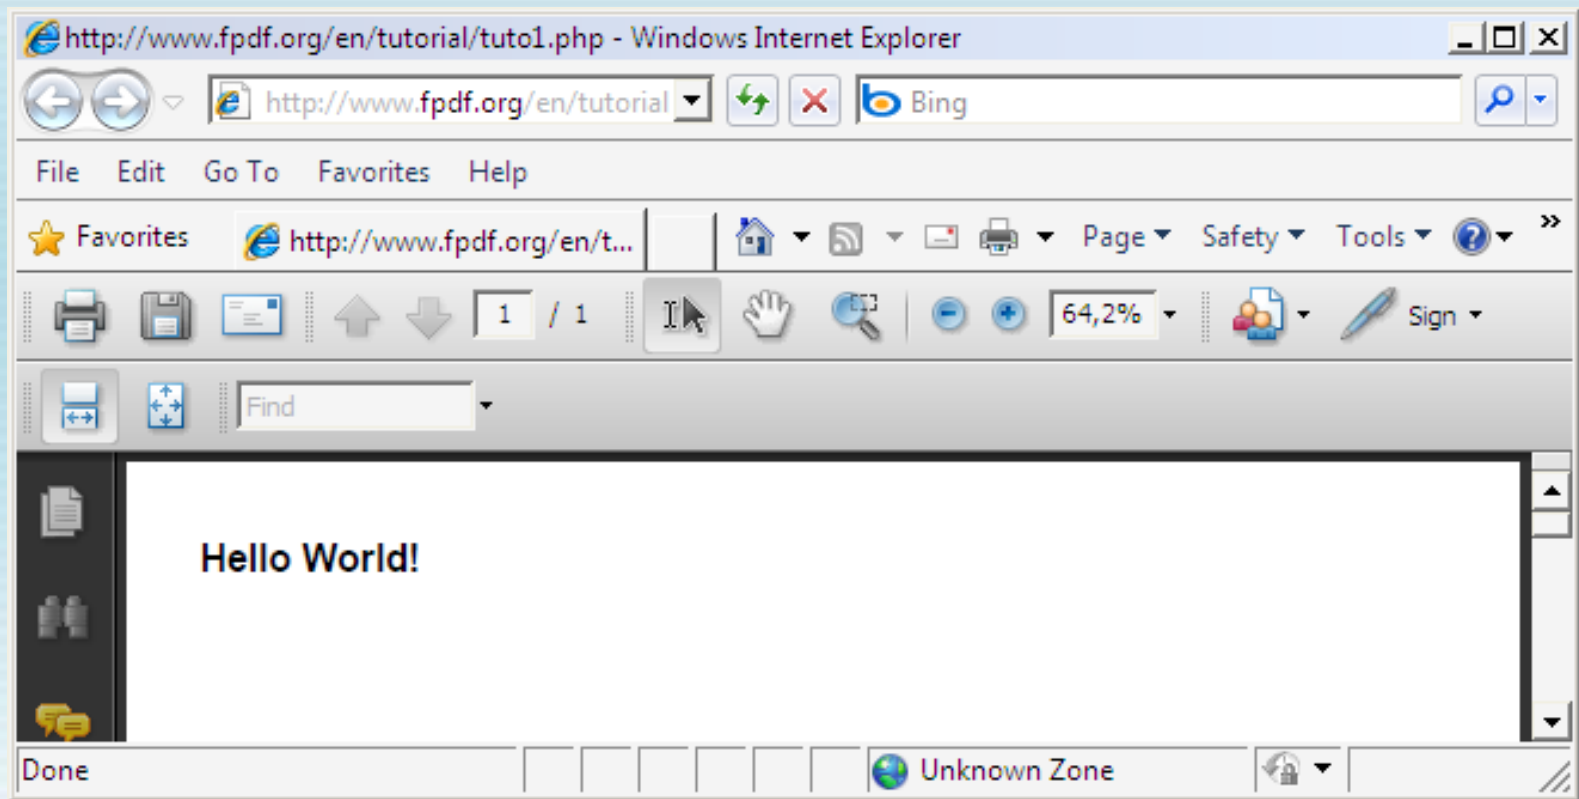 http://www.fpdf.org/en/tutorial/tuto1.php - Windows Internet Explorer
http://www.fpdf.org/en/tutorial Bing
File Edit Go To Favorites Help
Favorites http://www.fpdf.org/en/t... Page Safety Tools »
1 / 1 64,2% Sign
Find
Hello World!
Done Unknown Zone